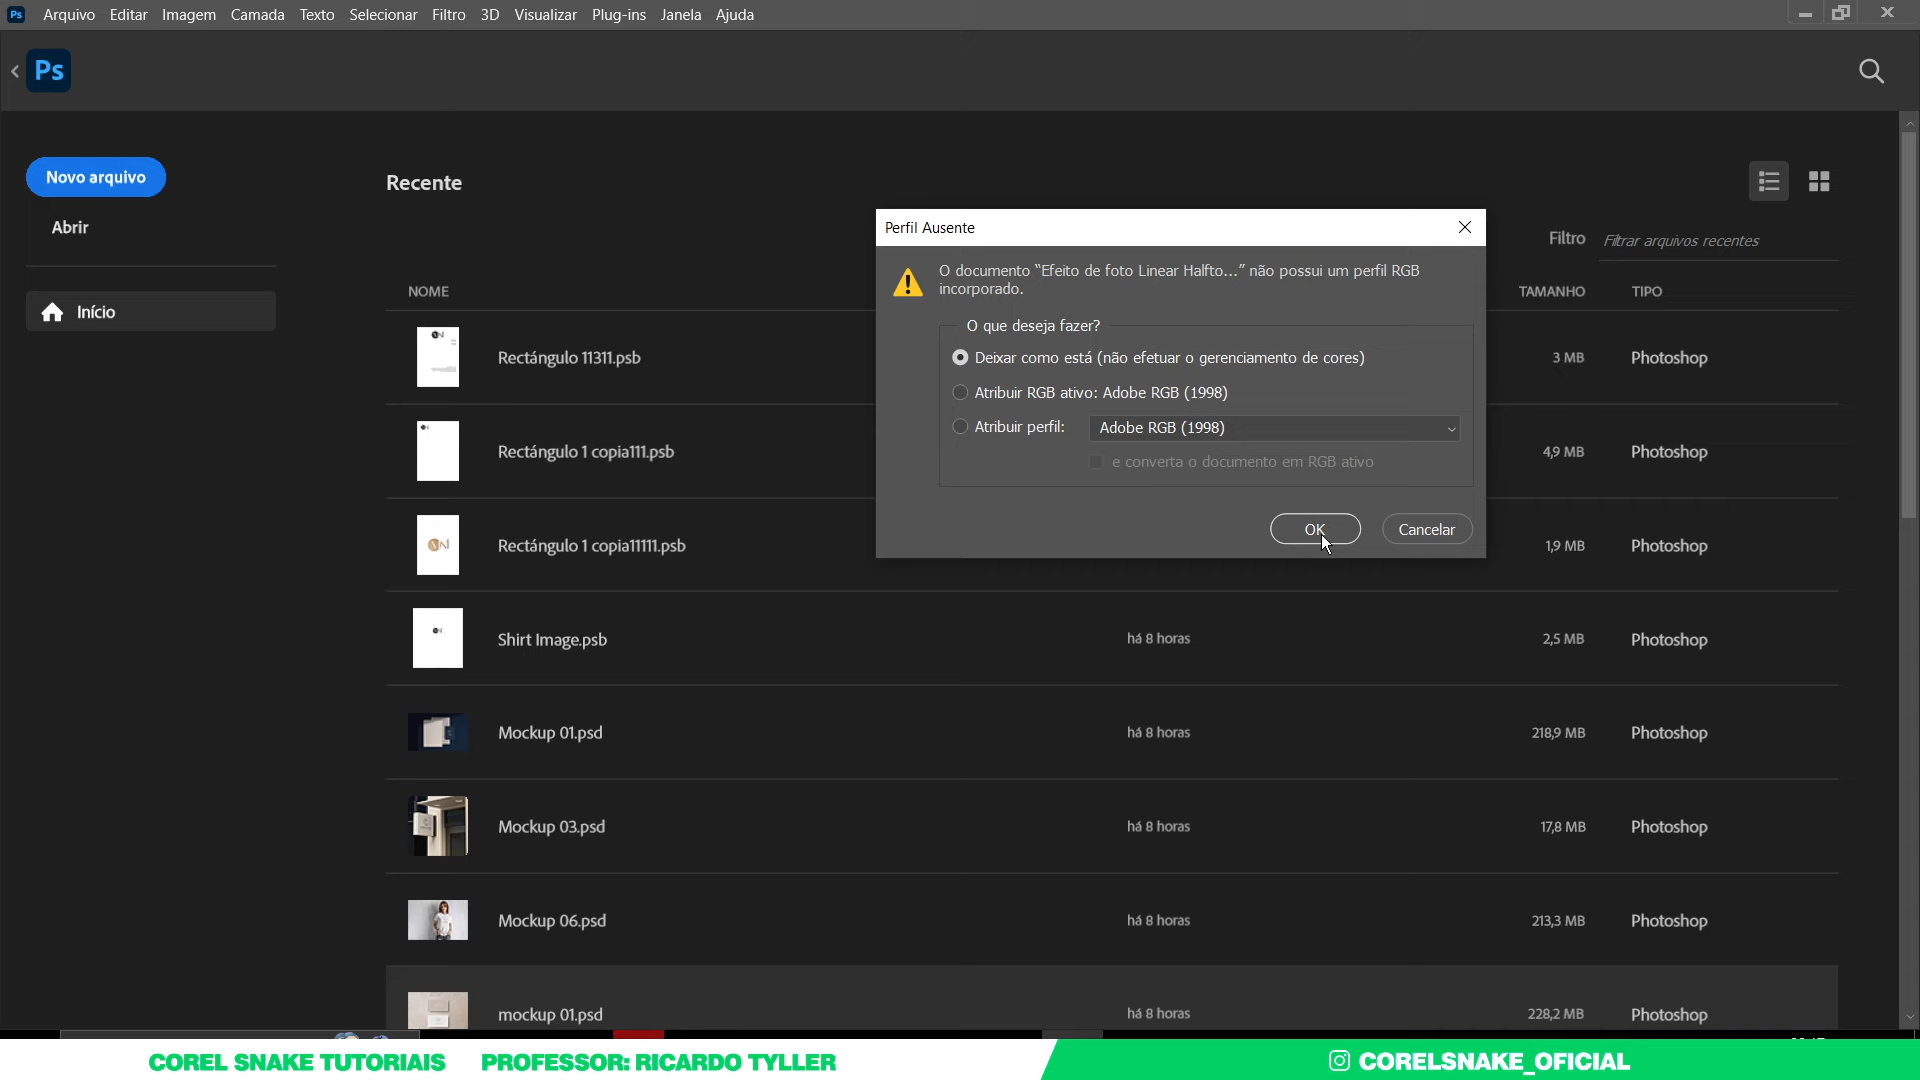 Ps Arquivo Editar Imagem Camada Texto Selecionar Filtro 3D Visualizar Plug-ins Janela Ajuda
Ps
Novo arquivo
Abrir
Início
Recente
Filtro Filtrar arquivos recentes
NOME TAMANHO TIPO
Rectángulo 11311.psb 3 MB Photoshop
Rectángulo 1 copia111.psb 4,9 MB Photoshop
Rectángulo 1 copia11111.psb 1,9 MB Photoshop
Shirt Image.psb há 8 horas 2,5 MB Photoshop
Mockup 01.psd há 8 horas 218,9 MB Photoshop
Mockup 03.psd há 8 horas 17,8 MB Photoshop
Mockup 06.psd há 8 horas 213,3 MB Photoshop
mockup 01.psd há 8 horas 228,2 MB Photoshop
Perfil Ausente
O documento “Efeito de foto Linear Halfto...” não possui um perfil RGB
incorporado.
O que deseja fazer?
Deixar como está (não efetuar o gerenciamento de cores)
Atribuir RGB ativo: Adobe RGB (1998)
Atribuir perfil: Adobe RGB (1998)
e converta o documento em RGB ativo
OK Cancelar
COREL SNAKE TUTORIAIS PROFESSOR: RICARDO TYLLER CORELSNAKE_OFICIAL